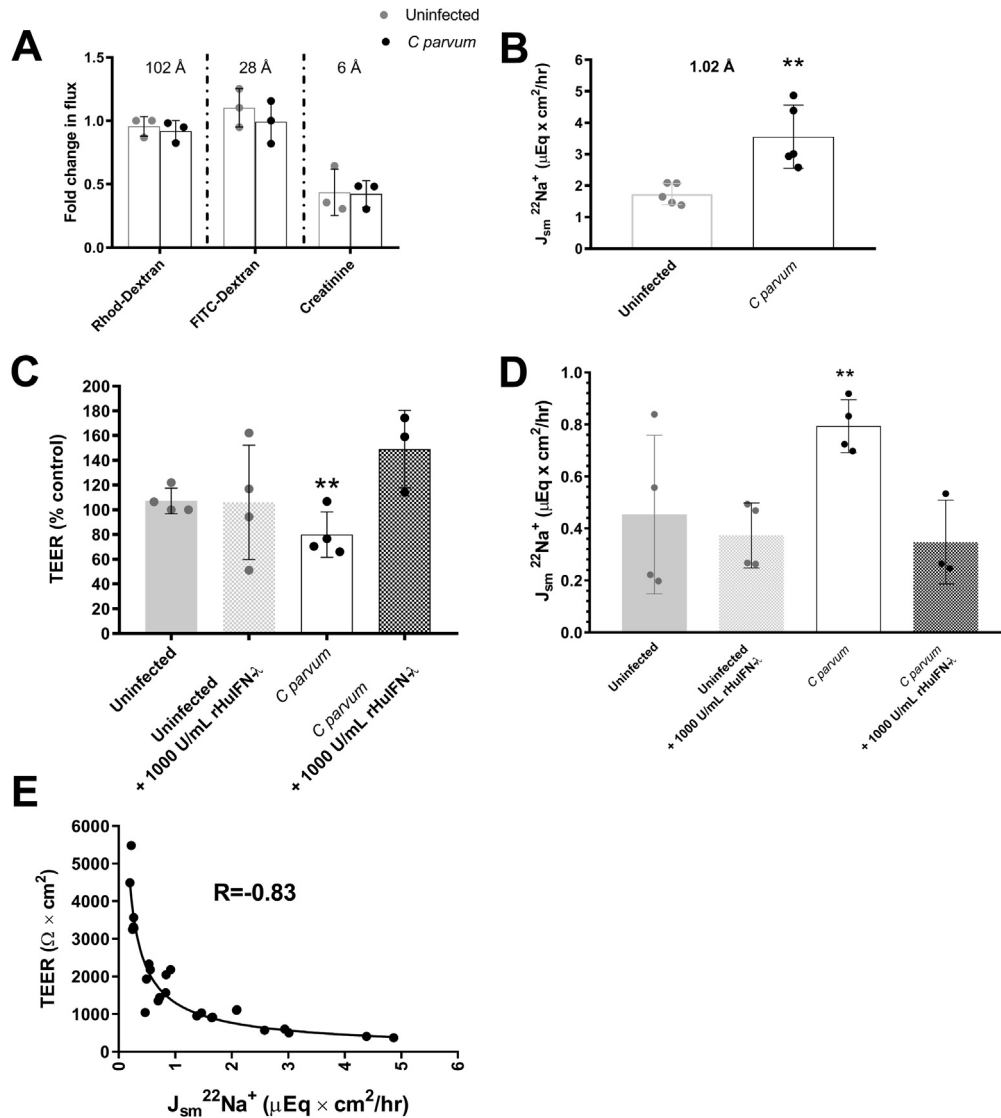 Uninfected
C parvum
A
Fold change in flux
1.5
1.0
0.5
0.0
102 Å
28 Å
6 Å
Rhod-Dextran
FITC-Dextran
Creatinine
B
Jsm ²²Na⁺ (μEq x cm²/hr)
6
5
4
3
2
1
0
1.02 Å
**
Uninfected
C parvum
C
TEER (% control)
200
180
160
140
120
100
80
60
40
20
0
**
Uninfected
Uninfected
+ 1000 U/mL rHuIFN-λ
C parvum
C parvum
+ 1000 U/mL rHuIFN-λ
D
Jsm ²²Na⁺ (μEq x cm²/hr)
1.0
0.8
0.6
0.4
0.2
0.0
**
Uninfected
Uninfected
+ 1000 U/mL rHuIFN-λ
C parvum
C parvum
+ 1000 U/mL rHuIFN-λ
E
TEER (Ω × cm²)
6000
5000
4000
3000
2000
1000
0
R=-0.83
0
1
2
3
4
5
6
Jsm ²²Na⁺ (μEq × cm²/hr)